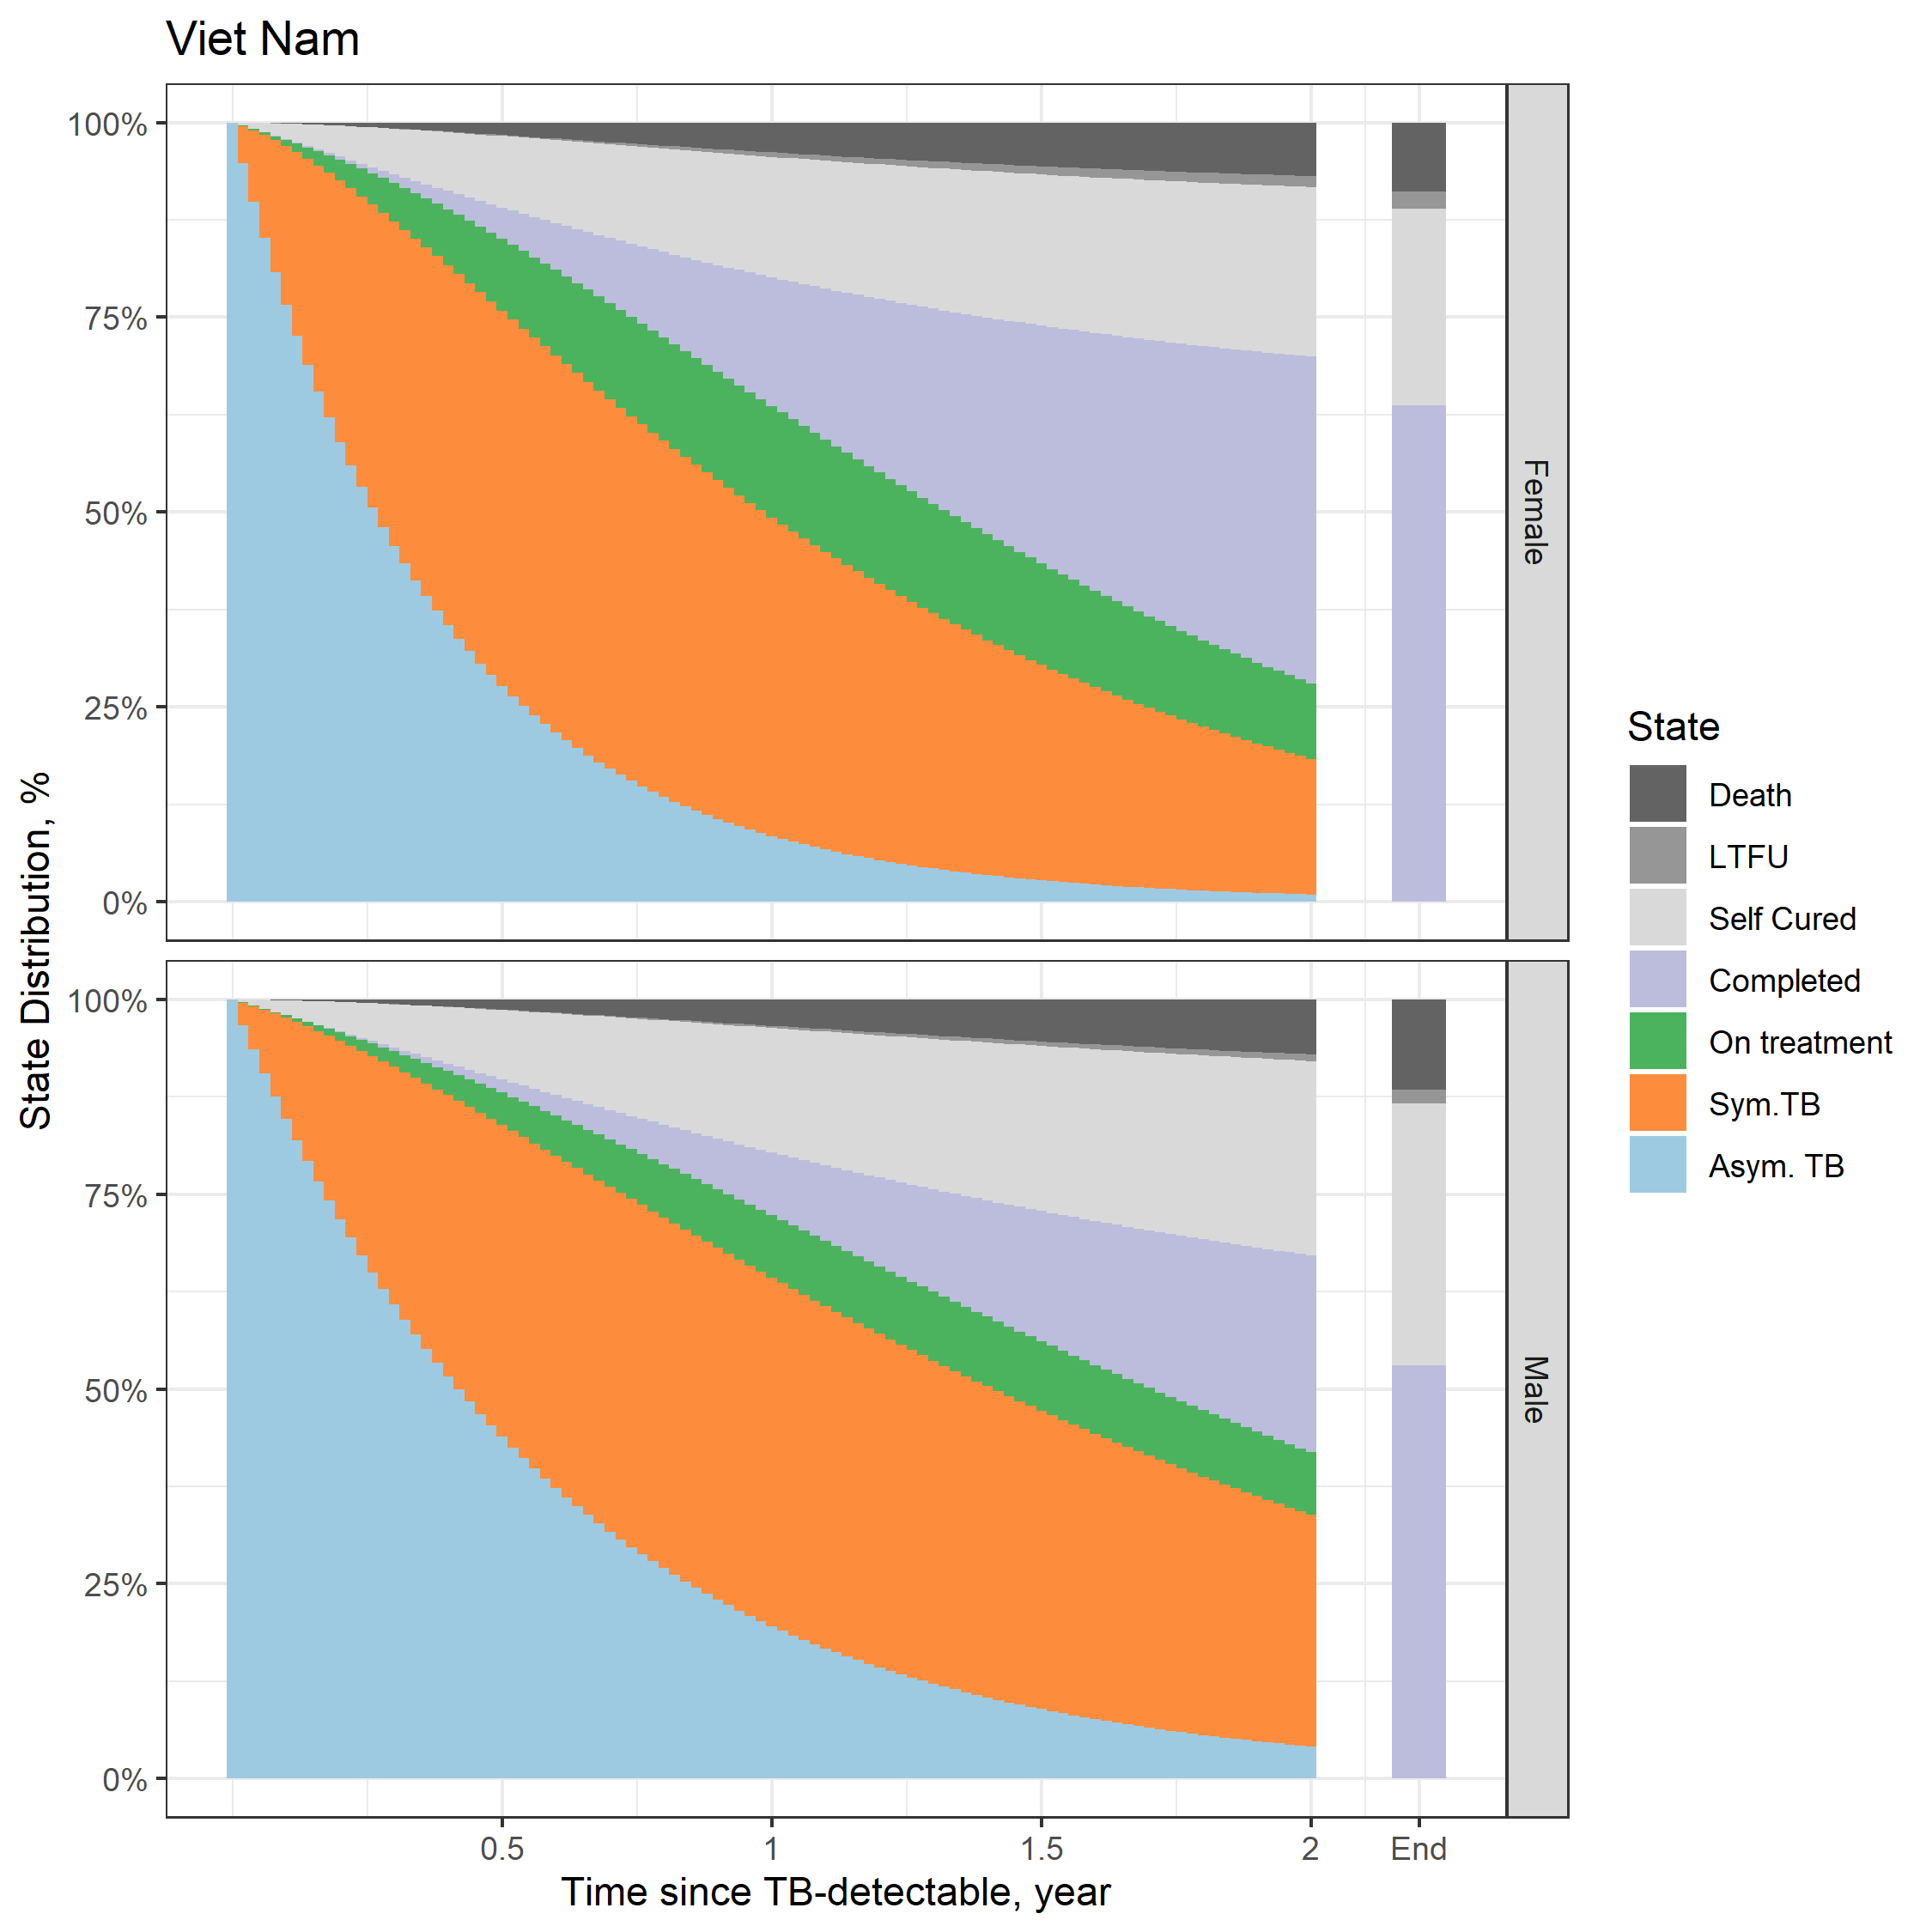 Viet Nam
State Distribution, %
100%
75%
50%
25%
0%
Female
100%
75%
50%
25%
0%
Male
0.5
1
1.5
2
End
Time since TB-detectable, year
State
Death
LTFU
Self Cured
Completed
On treatment
Sym.TB
Asym. TB